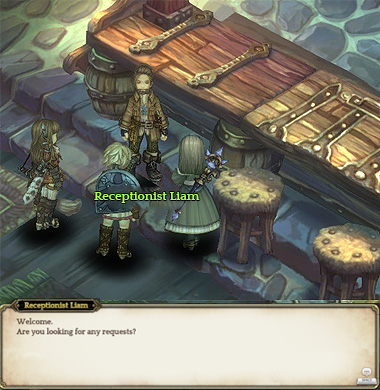 Receptionist Liam
Receptionist Liam
Welcome.
Are you looking for any requests?